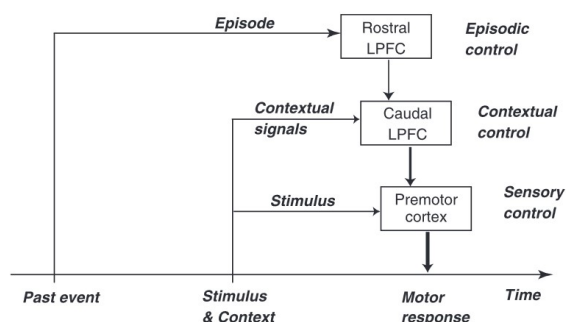 Episode
Rostral
LPFC
Episodic
control
Contextual
signals
Caudal
LPFC
Contextual
control
Stimulus
Premotor
cortex
Sensory
control
Past event
Stimulus
& Context
Motor
response
Time